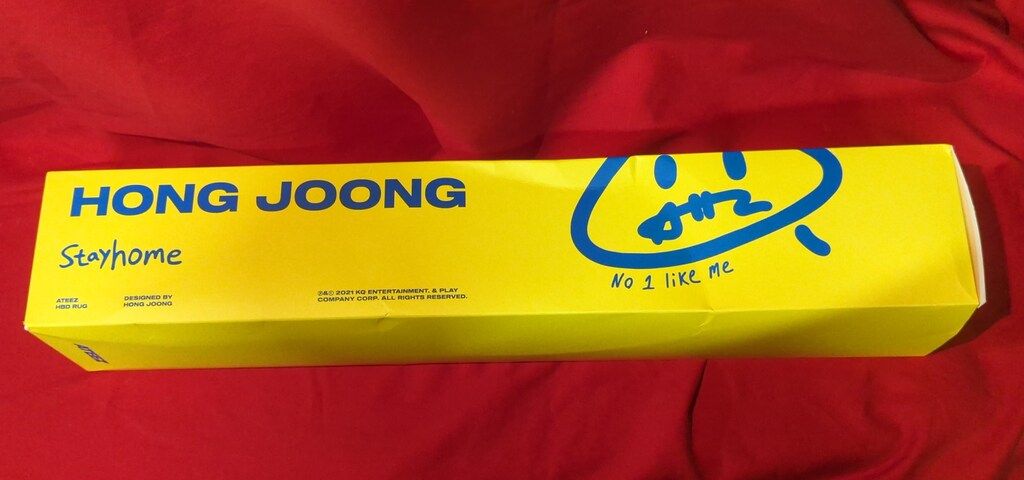 HONG JOONG
Stayhome
ATEEZ
HBD RUG
DESIGNED BY
HONG JOONG
℗&© 2021 KQ ENTERTAINMENT. & PLAY
COMPANY CORP. ALL RIGHTS RESERVED.
No 1 like me
ATEEZ